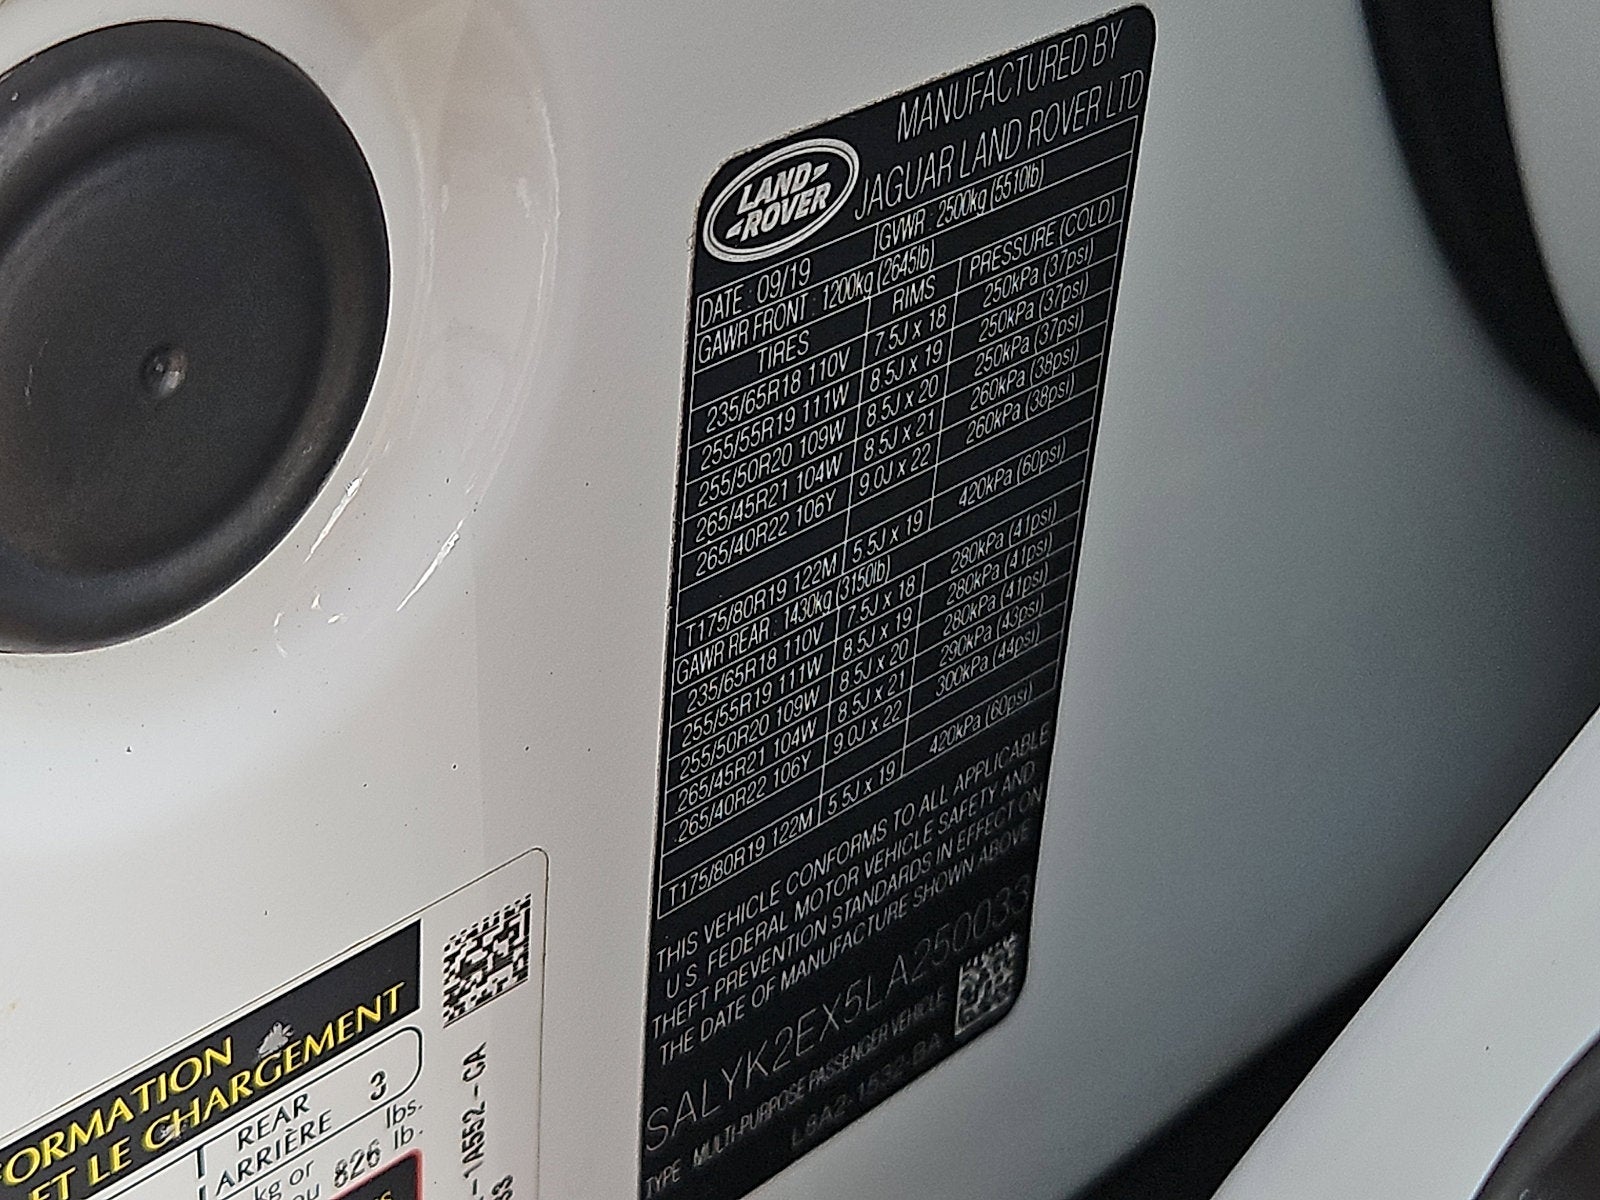 LAND
ROVER
MANUFACTURED BY
JAGUAR LAND ROVER LTD
DATE : 09/19 GVWR : 2500kg (5510lb)
GAWR FRONT : 1200kg (2645lb)
TIRES RIMS PRESSURE (COLD)
235/65R18 110V 7.5J x 18 250kPa (37psi)
255/55R19 111W 8.5J x 19 250kPa (37psi)
255/50R20 109W 8.5J x 20 250kPa (37psi)
265/45R21 104W 8.5J x 21 260kPa (38psi)
265/40R22 106Y 9.0J x 22 260kPa (38psi)
T175/80R19 122M 5.5J x 19 420kPa (60psi)
GAWR REAR : 1430kg (3150lb)
235/65R18 110V 7.5J x 18 280kPa (41psi)
255/55R19 111W 8.5J x 19 280kPa (41psi)
255/50R20 109W 8.5J x 20 280kPa (41psi)
265/45R21 104W 8.5J x 21 290kPa (43psi)
265/40R22 106Y 9.0J x 22 300kPa (44psi)
T175/80R19 122M 5.5J x 19 420kPa (60psi)
THIS VEHICLE CONFORMS TO ALL APPLICABLE
U.S. FEDERAL MOTOR VEHICLE SAFETY AND
THEFT PREVENTION STANDARDS IN EFFECT ON
THE DATE OF MANUFACTURE SHOWN ABOVE
SALYK2EX5LA250033
TYPE MULTI-PURPOSE PASSENGER VEHICLE
L8A2-1532-BA
ORMATION
ET LE CHARGEMENT
REAR
ARRIÈRE 3
kg or lbs.
ou 826 lb.
-1A552-CA
33